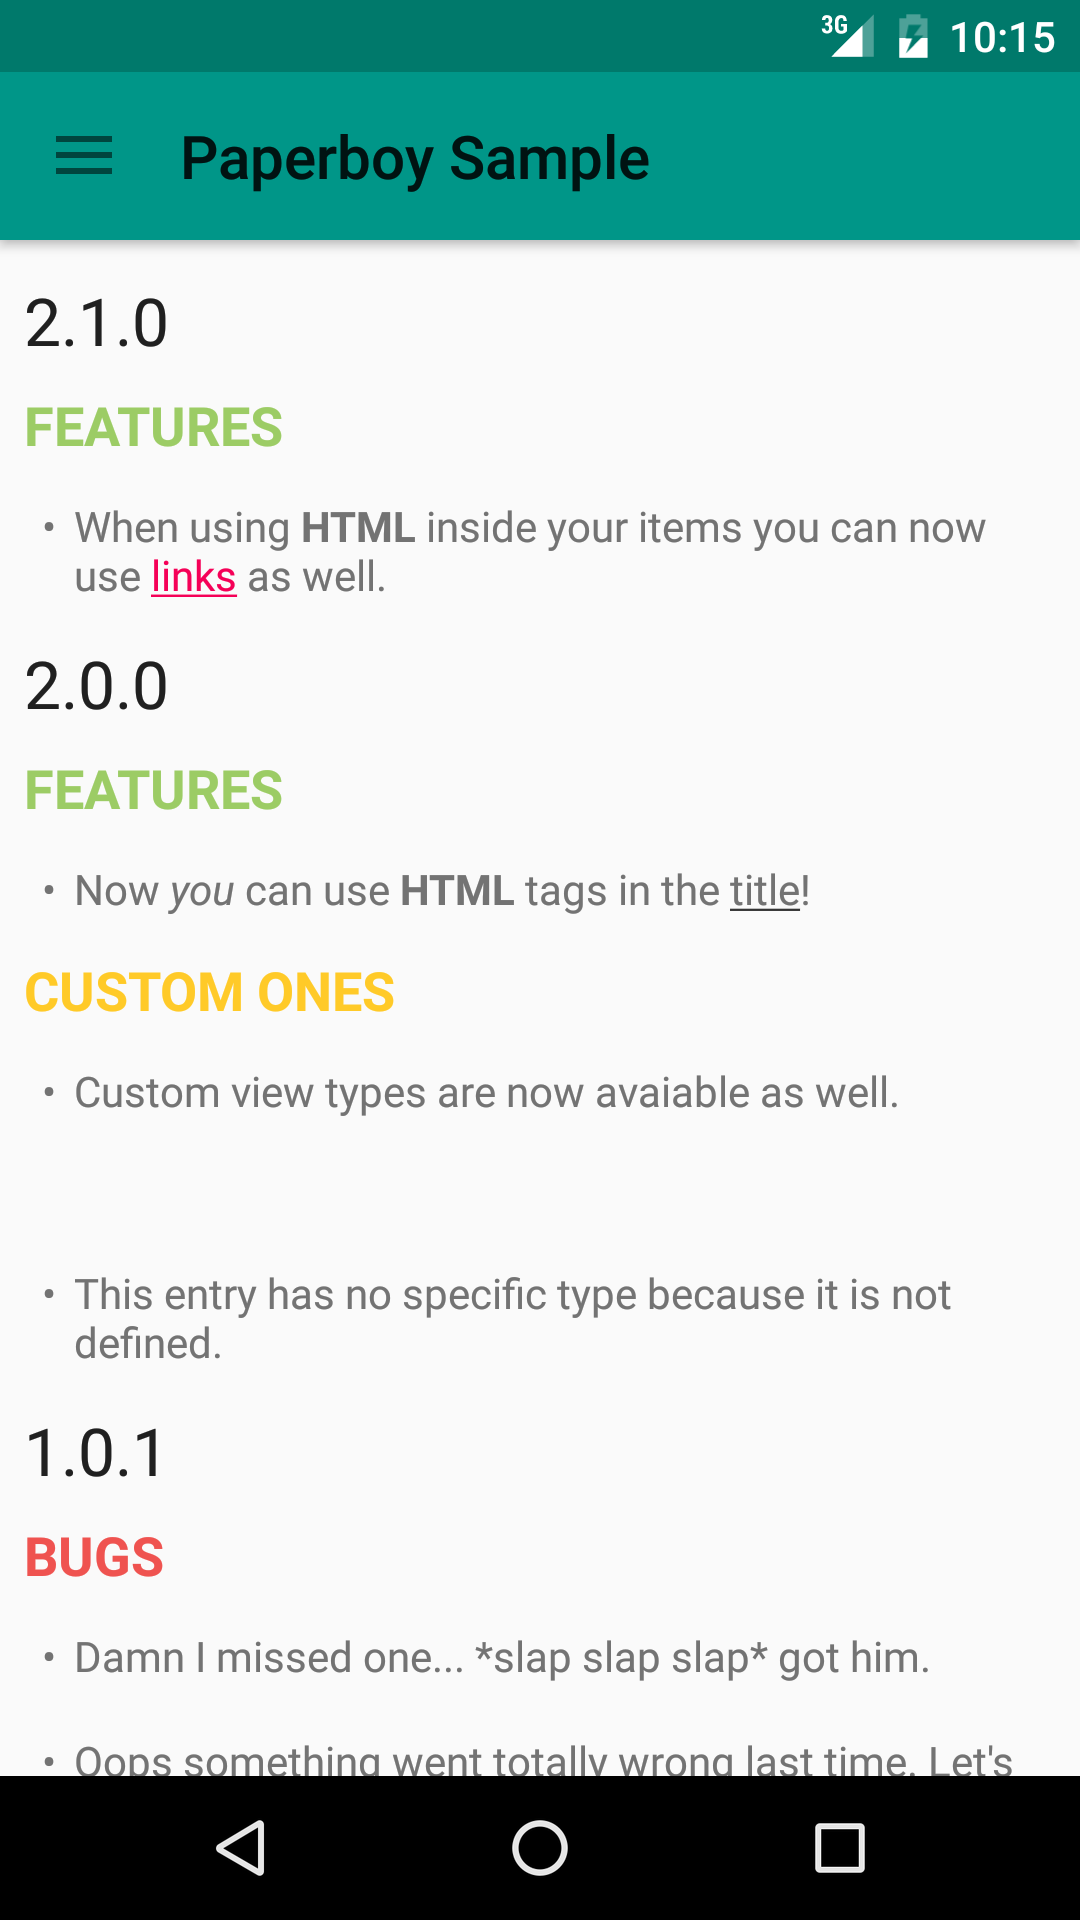 3G 10:15
Paperboy Sample
2.1.0
FEATURES
• When using HTML inside your items you can now
use links as well.
2.0.0
FEATURES
• Now you can use HTML tags in the title!
CUSTOM ONES
• Custom view types are now avaiable as well.
• This entry has no specific type because it is not
defined.
1.0.1
BUGS
• Damn I missed one... *slap slap slap* got him.
• Oops something went totally wrong last time. Let's